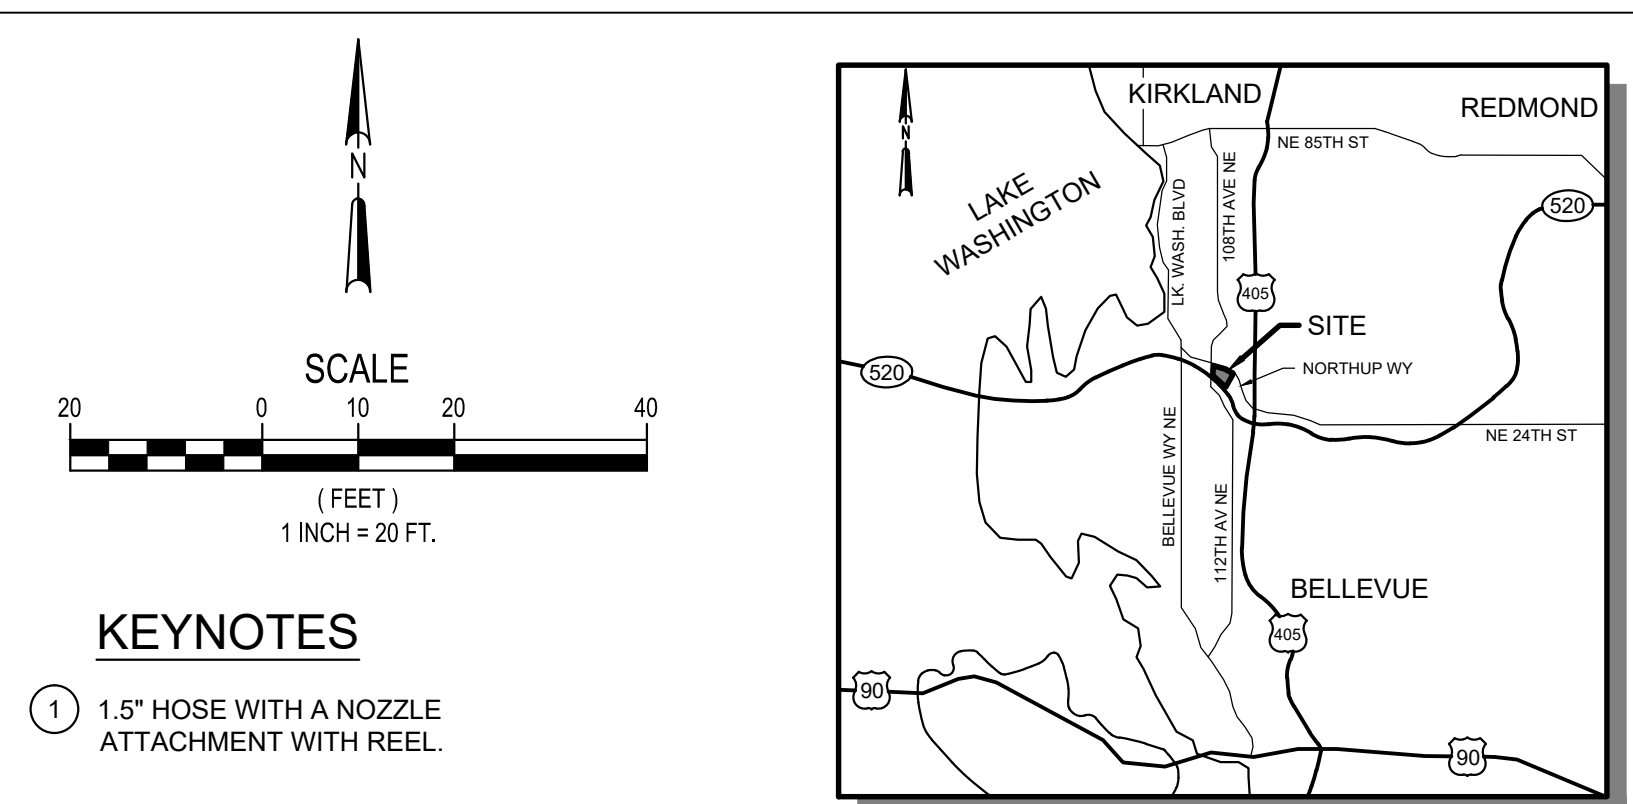 N
SCALE
20 0 10 20 40
( FEET )
1 INCH = 20 FT.
KEYNOTES
1 1.5" HOSE WITH A NOZZLE
ATTACHMENT WITH REEL.
N
KIRKLAND
REDMOND
NE 85TH ST
LAKE
WASHINGTON
LK. WASH. BLVD
108TH AVE NE
520
405
SITE
520
NORTHUP WY
NE 24TH ST
BELLEVUE WY NE
112TH AV NE
BELLEVUE
405
90
90